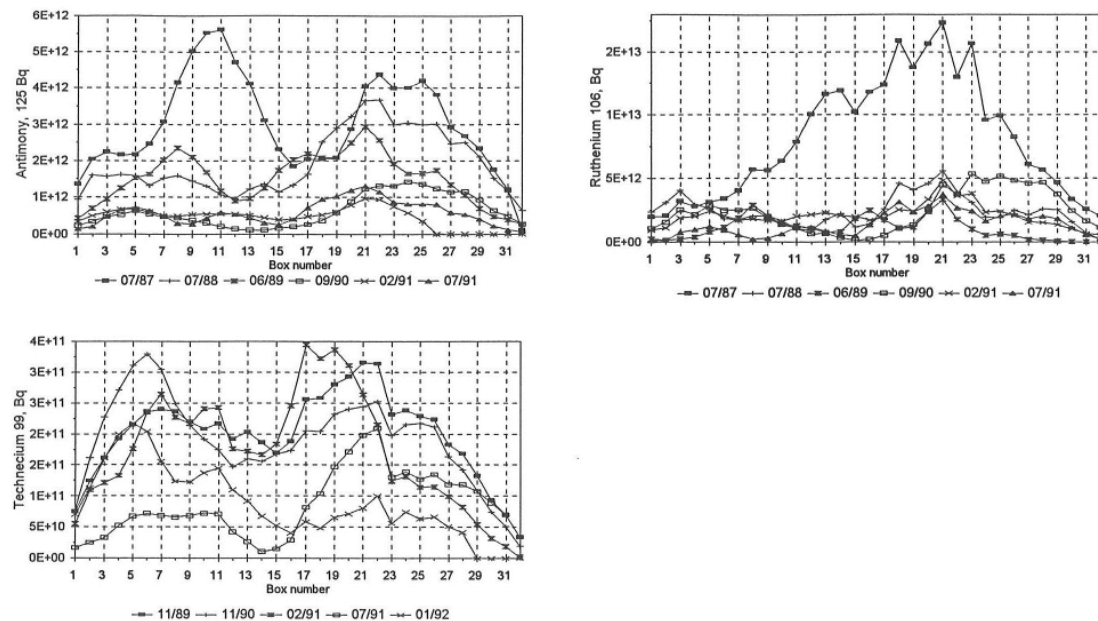 6E+12
5E+12
4E+12
3E+12
2E+12
1E+12
0E+00
Antimony, 125 Bq
1 3 5 7 9 11 13 15 17 19 21 23 25 27 29 31
Box number
07/87 07/88 06/89 09/90 02/91 07/91
2E+13
1E+13
5E+12
0E+00
Ruthenium 106, Bq
1 3 5 7 9 11 13 15 17 19 21 23 25 27 29 31
Box number
07/87 07/88 06/89 09/90 02/91 07/91
4E+11
3E+11
3E+11
2E+11
2E+11
1E+11
5E+10
0E+00
Technecium 99, Bq
1 3 5 7 9 11 13 15 17 19 21 23 25 27 29 31
Box number
11/89 11/90 02/91 07/91 01/92